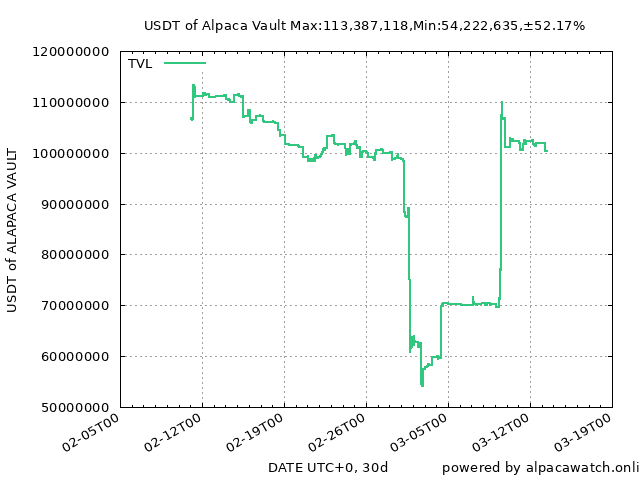 USDT of Alpaca Vault Max:113,387,118,Min:54,222,635,±52.17%
TVL
120000000
110000000
100000000
90000000
80000000
70000000
60000000
50000000
USDT of ALAPACA VAULT
02-05T00
02-12T00
02-19T00
02-26T00
03-05T00
03-12T00
03-19T00
DATE UTC+0, 30d
powered by alpacawatch.onli